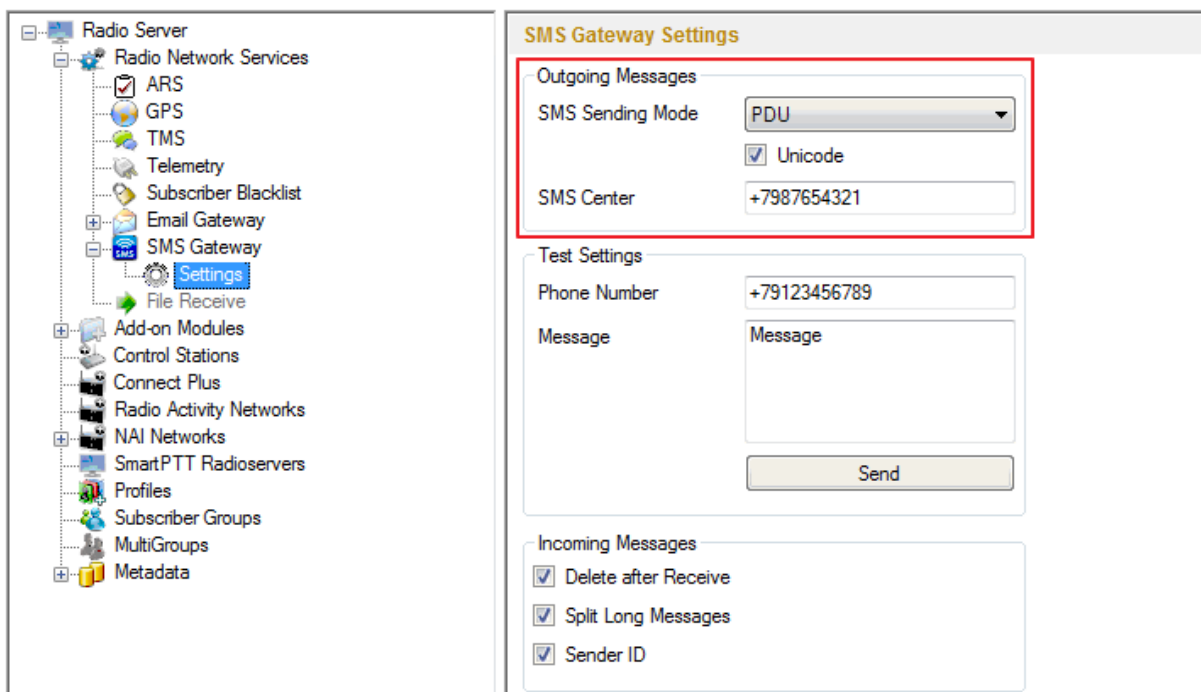 Radio Server
Radio Network Services
ARS
GPS
TMS
Telemetry
Subscriber Blacklist
Email Gateway
SMS Gateway
Settings
File Receive
Add-on Modules
Control Stations
Connect Plus
Radio Activity Networks
NAI Networks
SmartPTT Radioservers
Profiles
Subscriber Groups
MultiGroups
Metadata
SMS Gateway Settings
Outgoing Messages
SMS Sending Mode PDU
Unicode
SMS Center +7987654321
Test Settings
Phone Number +79123456789
Message Message
Send
Incoming Messages
Delete after Receive
Split Long Messages
Sender ID